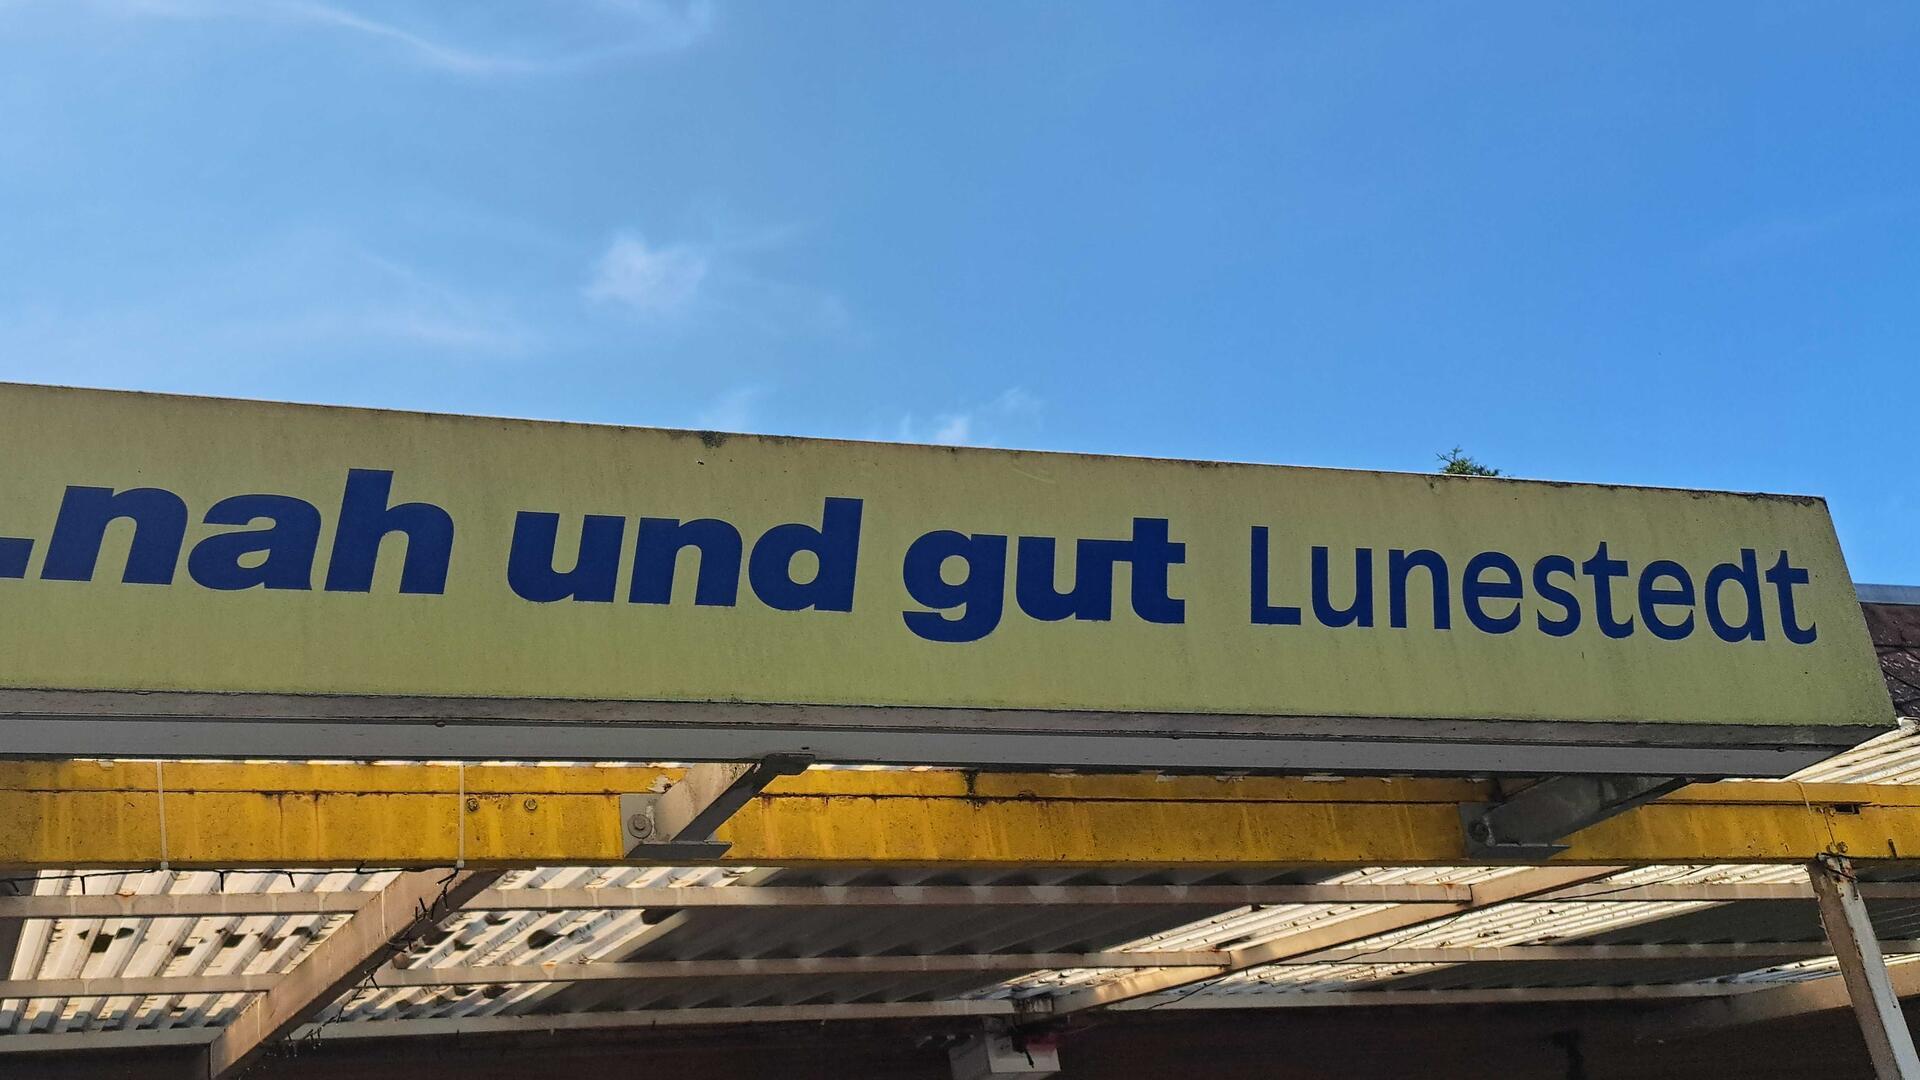 ..nah und gut Lunestedt